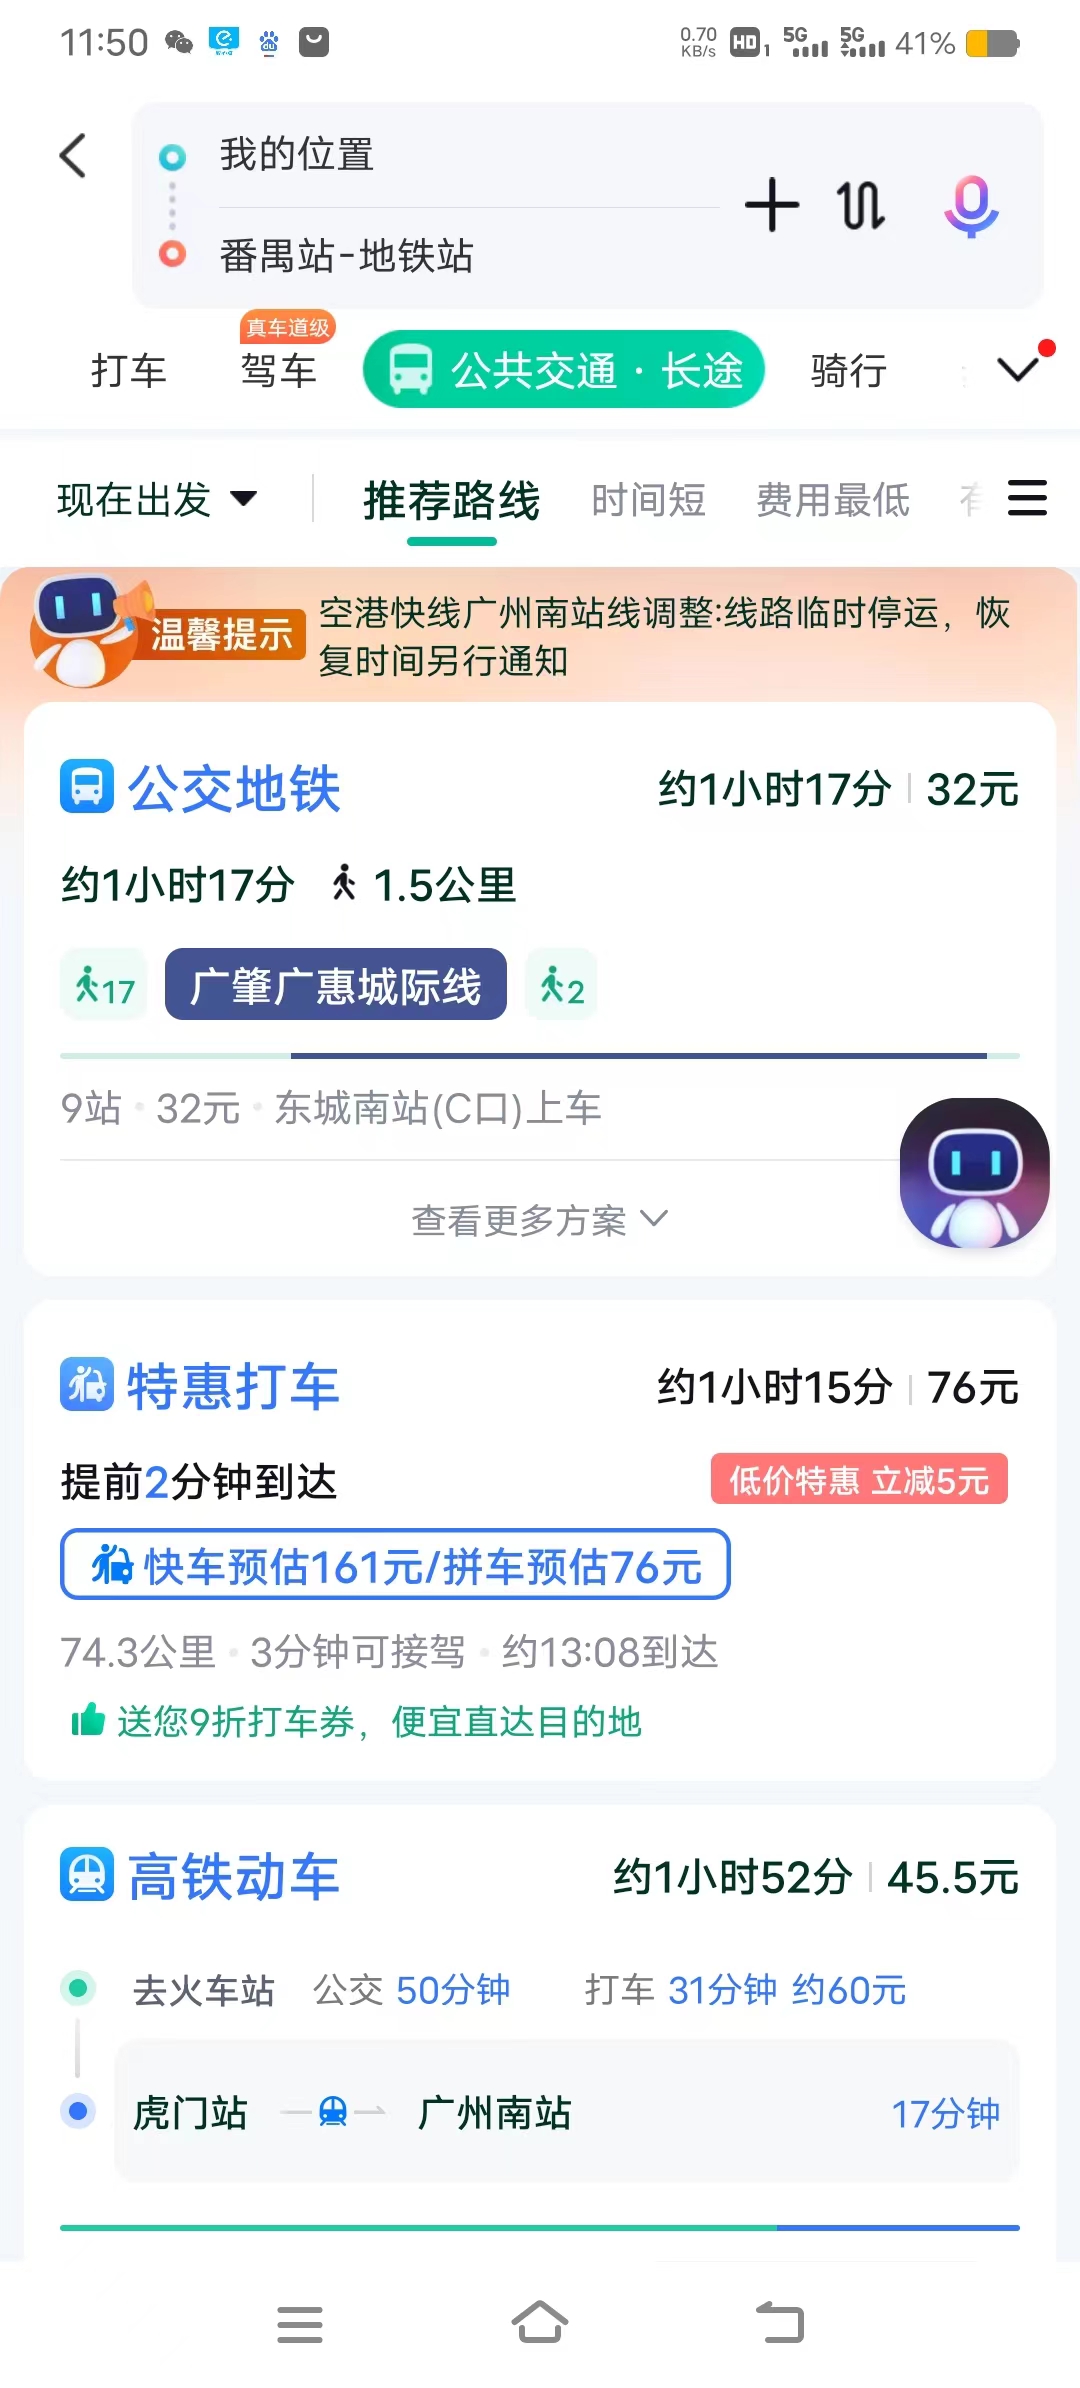 11:50
0.70 KB/s HD 1 5G 5G 41%
我的位置
番禺站-地铁站
真车道级
打车 驾车 公共交通·长途 骑行
现在出发 推荐路线 时间短 费用最低
温馨提示
空港快线广州南站线调整:线路临时停运，恢
复时间另行通知
公交地铁 约1小时17分 32元
约1小时17分 1.5公里
17 广肇广惠城际线 2
9站·32元·东城南站(C口)上车
查看更多方案
特惠打车 约1小时15分 76元
提前2分钟到达 低价特惠 立减5元
快车预估161元/拼车预估76元
74.3公里·3分钟可接驾·约13:08到达
送您9折打车券，便宜直达目的地
高铁动车 约1小时52分 45.5元
去火车站 公交 50分钟 打车 31分钟 约60元
虎门站 广州南站 17分钟